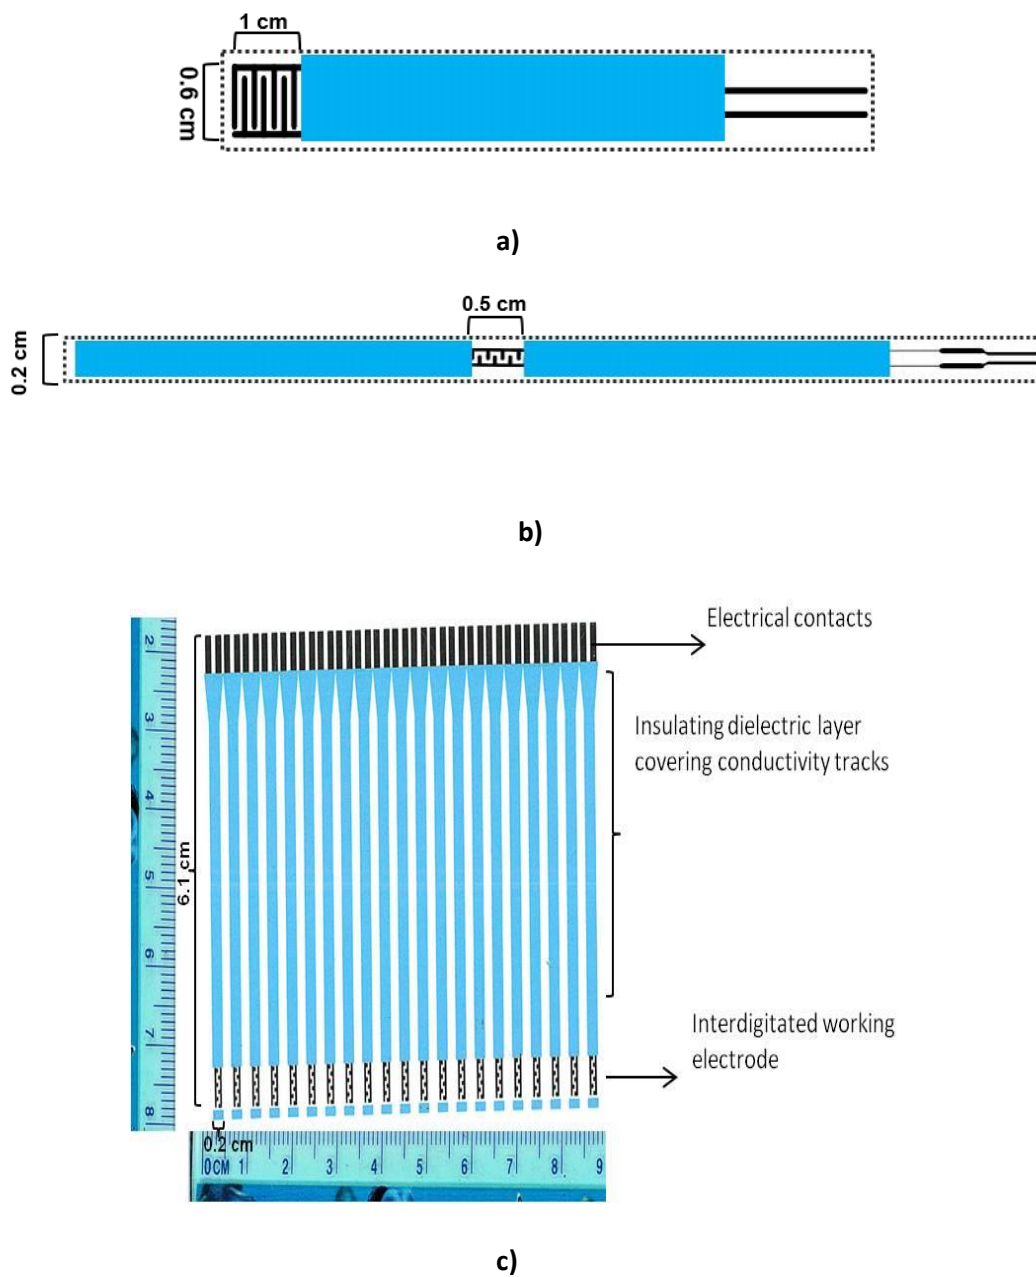 1 cm
0.6 cm
a)
0.5 cm
0.2 cm
b)
Electrical contacts
Insulating dielectric layer
covering conductivity tracks
Interdigitated working
electrode
6.1 cm
2
3
4
5
6
7
8
0.2 cm
0CM 1 2 3 4 5 6 7 8 9
c)